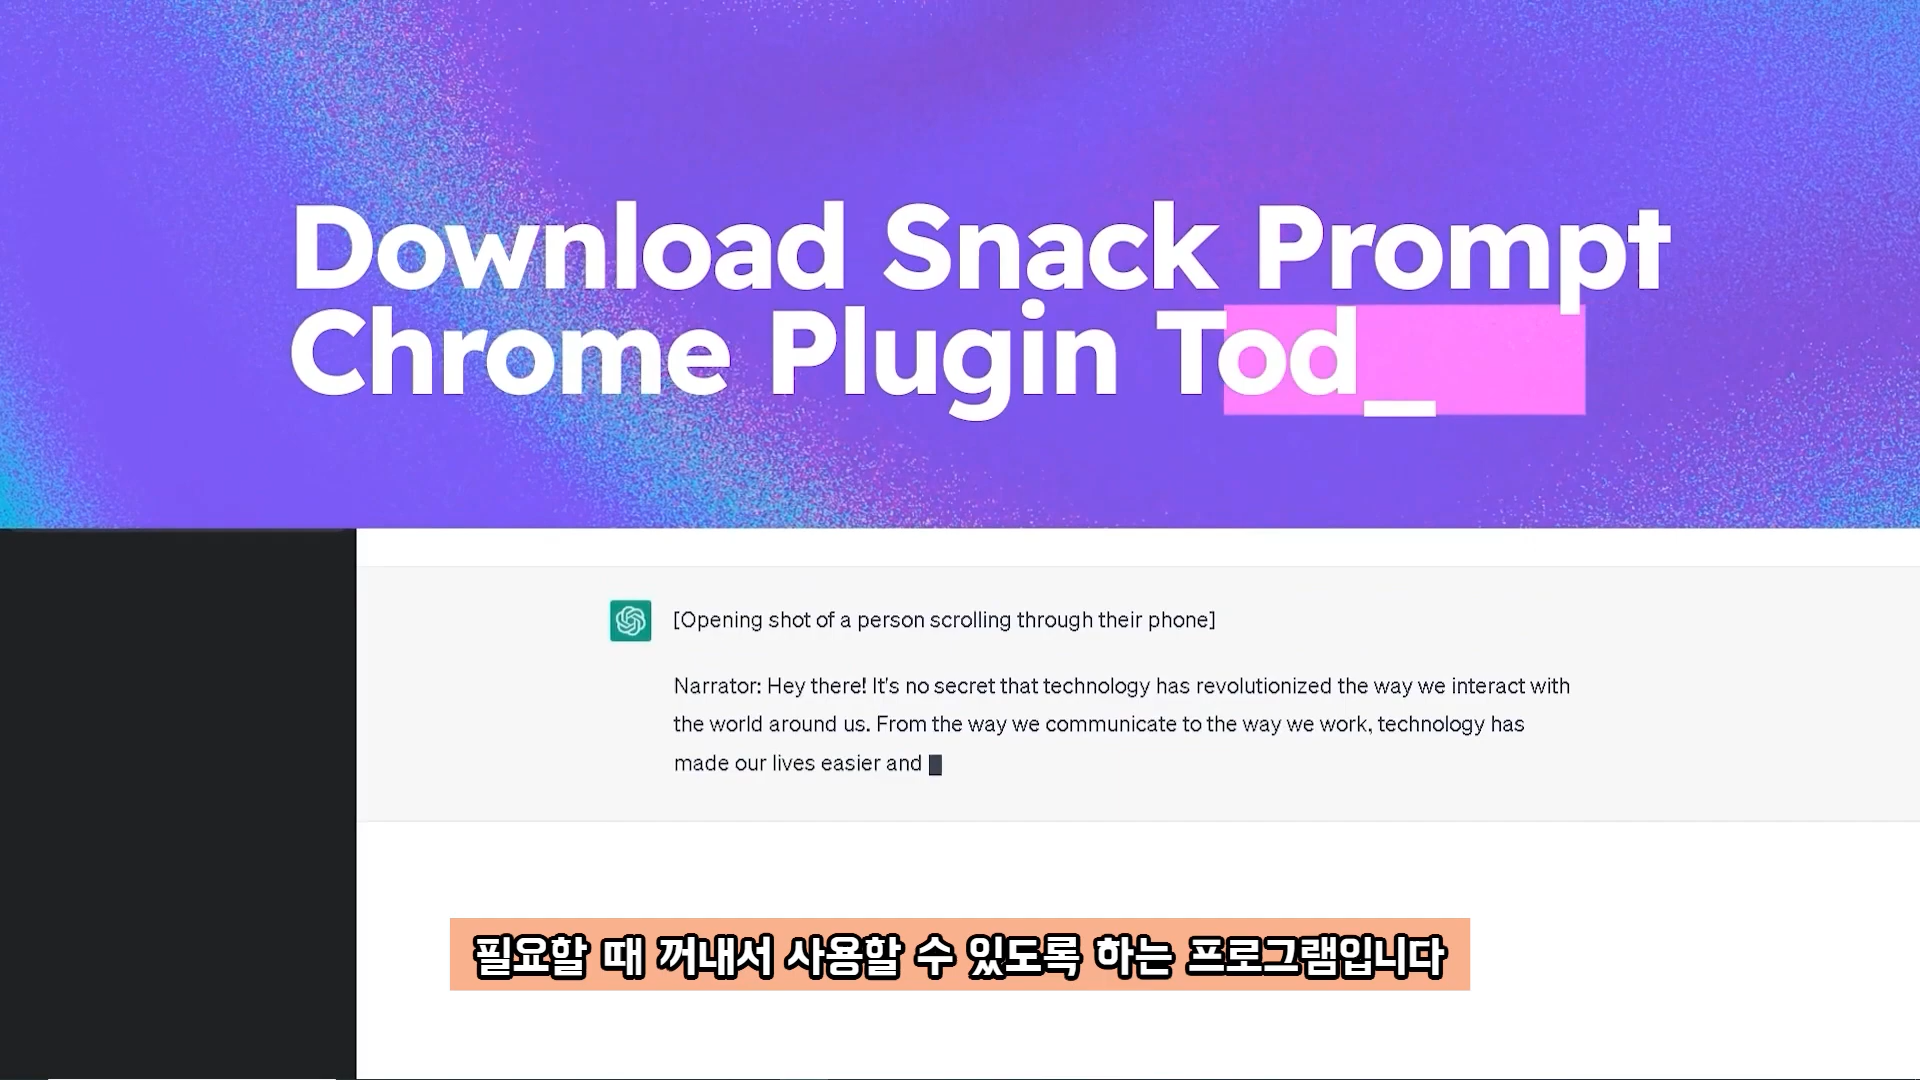 Download Snack Prompt
Chrome Plugin Tod_
[Opening shot of a person scrolling through their phone]
Narrator: Hey there! It's no secret that technology has revolutionized the way we interact with
the world around us. From the way we communicate to the way we work, technology has
made our lives easier and
필요할 때 꺼내서 사용할 수 있도록 하는 프로그램입니다